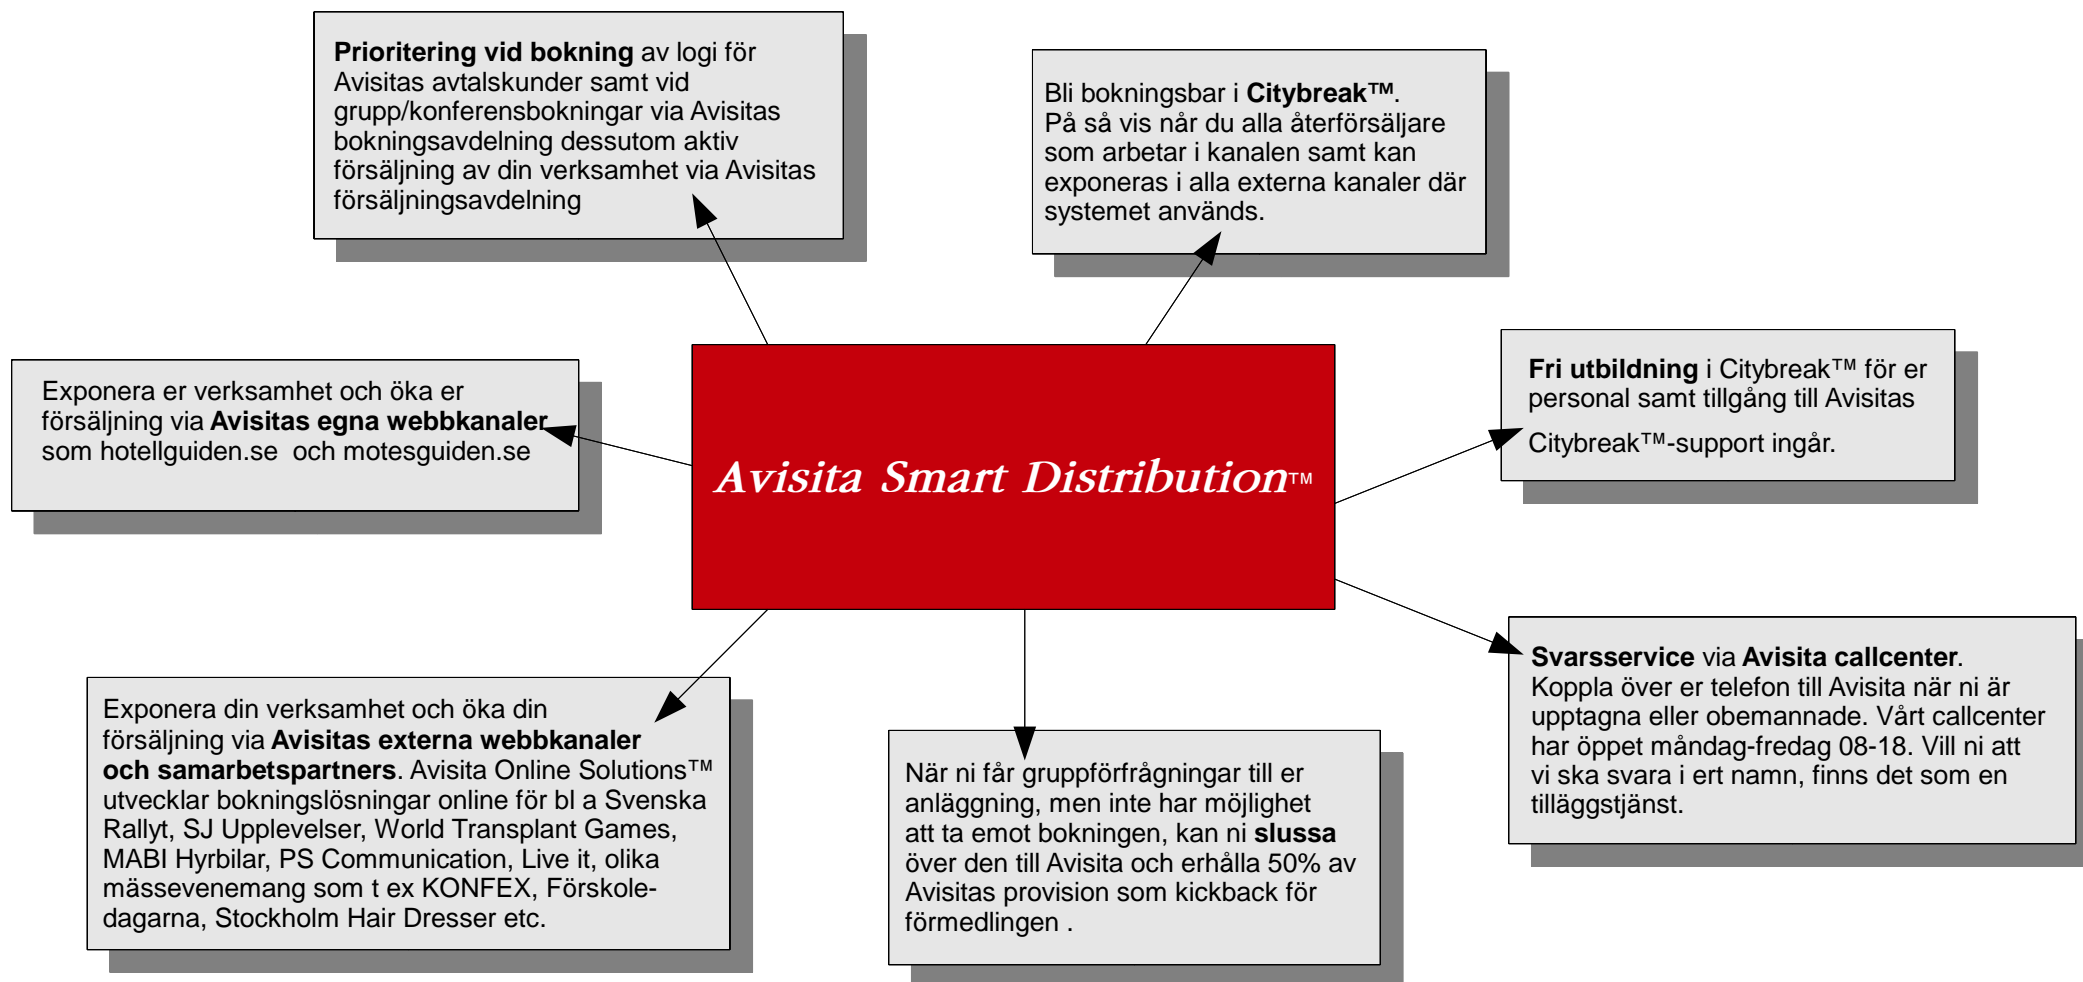 Prioritering vid bokning av logi för
Avisitas avtalskunder samt vid
grupp/konferensbokningar via Avisitas
bokningsavdelning dessutom aktiv
försäljning av din verksamhet via Avisitas
försäljningsavdelning
Bli bokningsbar i Citybreak™.
På så vis når du alla återförsäljare
som arbetar i kanalen samt kan
exponeras i alla externa kanaler där
systemet används.
Exponera er verksamhet och öka er
försäljning via Avisitas egna webbkanaler
som hotellguiden.se och motesguiden.se
Avisita Smart Distribution™
Fri utbildning i Citybreak™ för er
personal samt tillgång till Avisitas
Citybreak™-support ingår.
Exponera din verksamhet och öka din
försäljning via Avisitas externa webbkanaler
och samarbetspartners. Avisita Online Solutions™
utvecklar bokningslösningar online för bl a Svenska
Rallyt, SJ Upplevelser, World Transplant Games,
MABI Hyrbilar, PS Communication, Live it, olika
mässevenemang som t ex KONFEX, Förskole-
dagarna, Stockholm Hair Dresser etc.
När ni får gruppförfrågningar till er
anläggning, men inte har möjlighet
att ta emot bokningen, kan ni slussa
över den till Avisita och erhålla 50% av
Avisitas provision som kickback för
förmedlingen .
Svarsservice via Avisita callcenter.
Koppla över er telefon till Avisita när ni är
upptagna eller obemannade. Vårt callcenter
har öppet måndag-fredag 08-18. Vill ni att
vi ska svara i ert namn, finns det som en
tilläggstjänst.